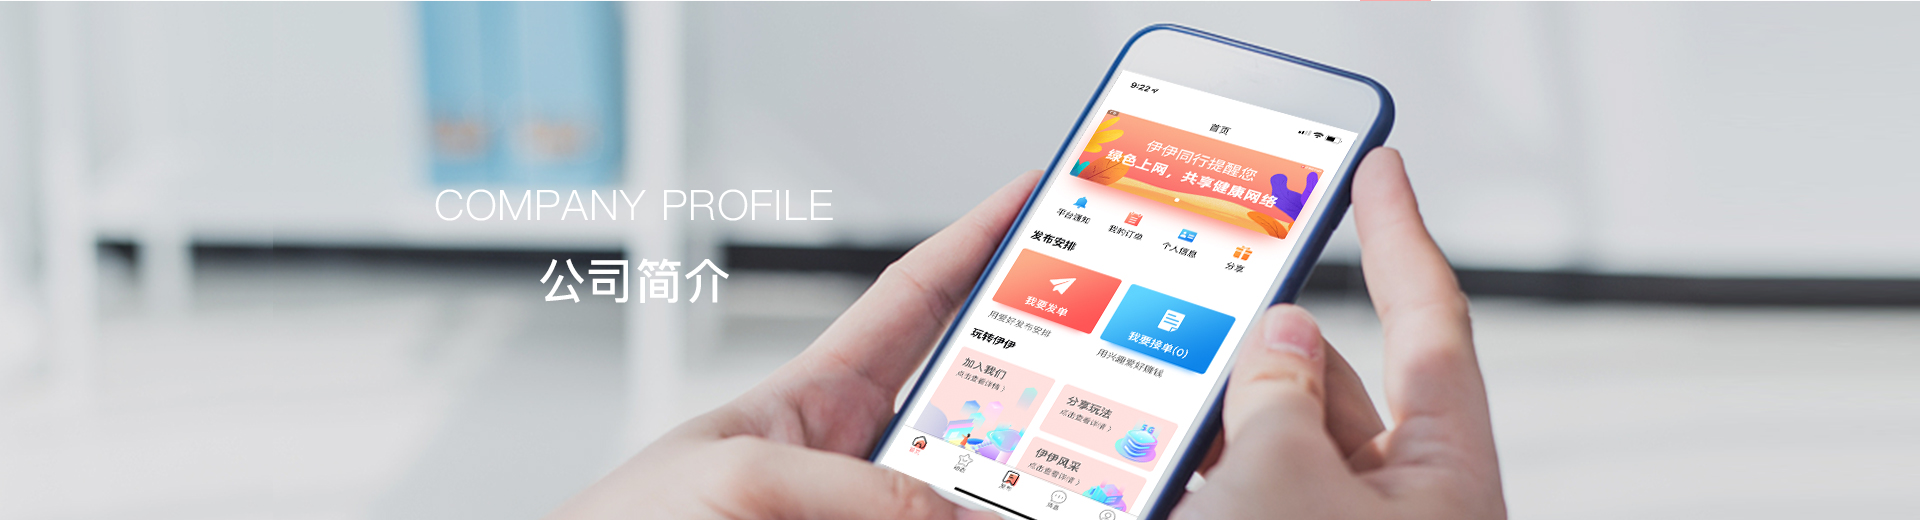 COMPANY PROFILE
公司简介
9:22
首页
伊伊同行提醒您
绿色上网，共享健康网络
平台通知
我的订单
个人信息
分享
发布安排
我要发单
我要接单(0)
用爱好发布安排
用兴趣爱好赚钱
玩转伊伊
加入我们
点击查看详情 〉
分享玩法
点击查看详情 〉
伊伊风采
点击查看详情 〉
首页
动态
发布
消息